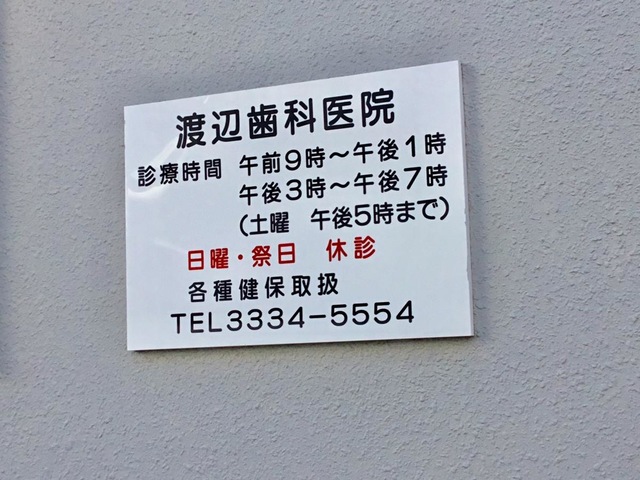 渡辺歯科医院
診療時間 午前9時〜午後1時
午後3時〜午後7時
(土曜 午後5時まで)
日曜・祭日 休診
各種健保取扱
TEL3334-5554